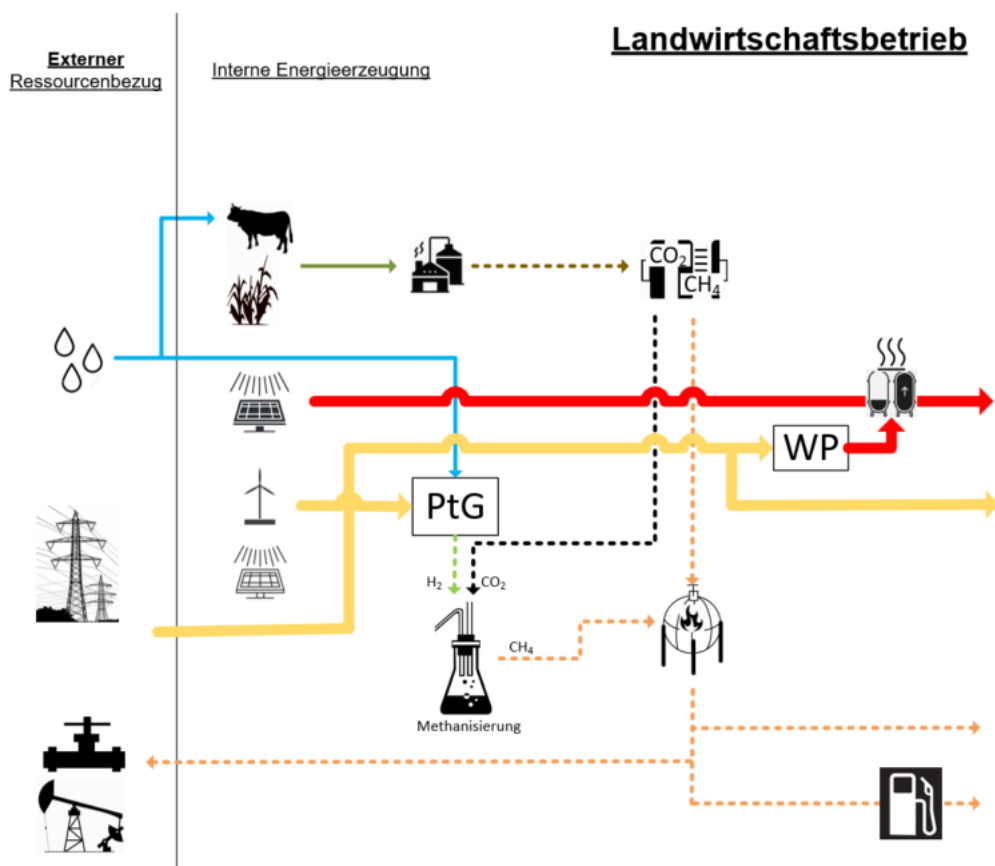 Landwirtschaftsbetrieb
Externer
Ressourcenbezug
Interne Energieerzeugung
CO₂
CH₄
WP
PtG
H₂
CO₂
CH₄
Methanisierung